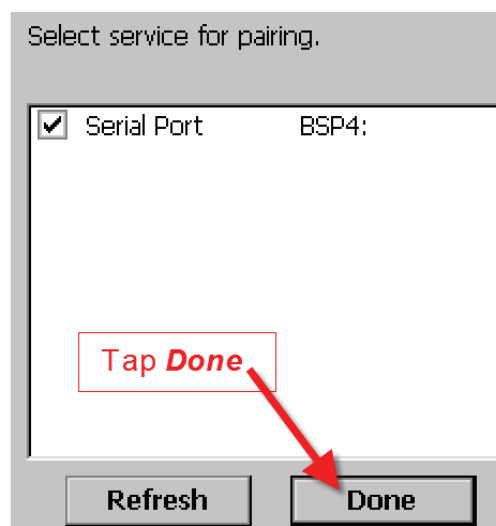 Select service for pairing.
Serial Port BSP4:
Tap Done
Refresh Done